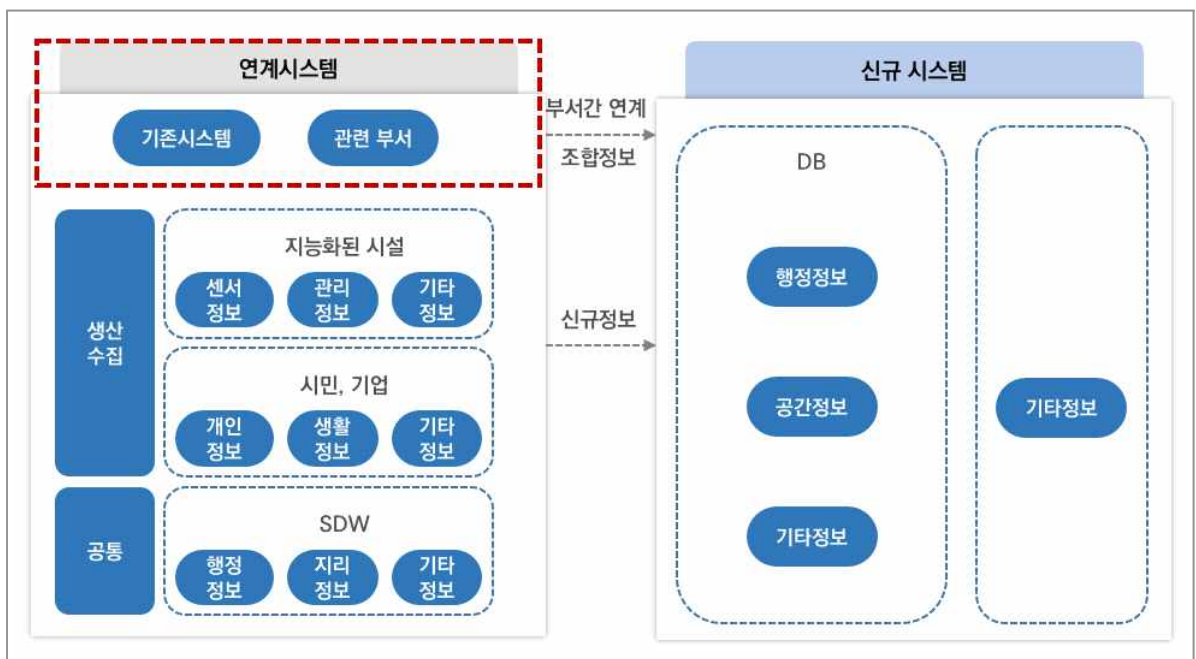 연계시스템
기존시스템
관련 부서
생산
수집
지능화된 시설
센서
정보
관리
정보
기타
정보
시민, 기업
개인
정보
생활
정보
기타
정보
공통
SDW
행정
정보
지리
정보
기타
정보
부서간 연계
조합정보
신규정보
신규 시스템
DB
행정정보
공간정보
기타정보
기타정보